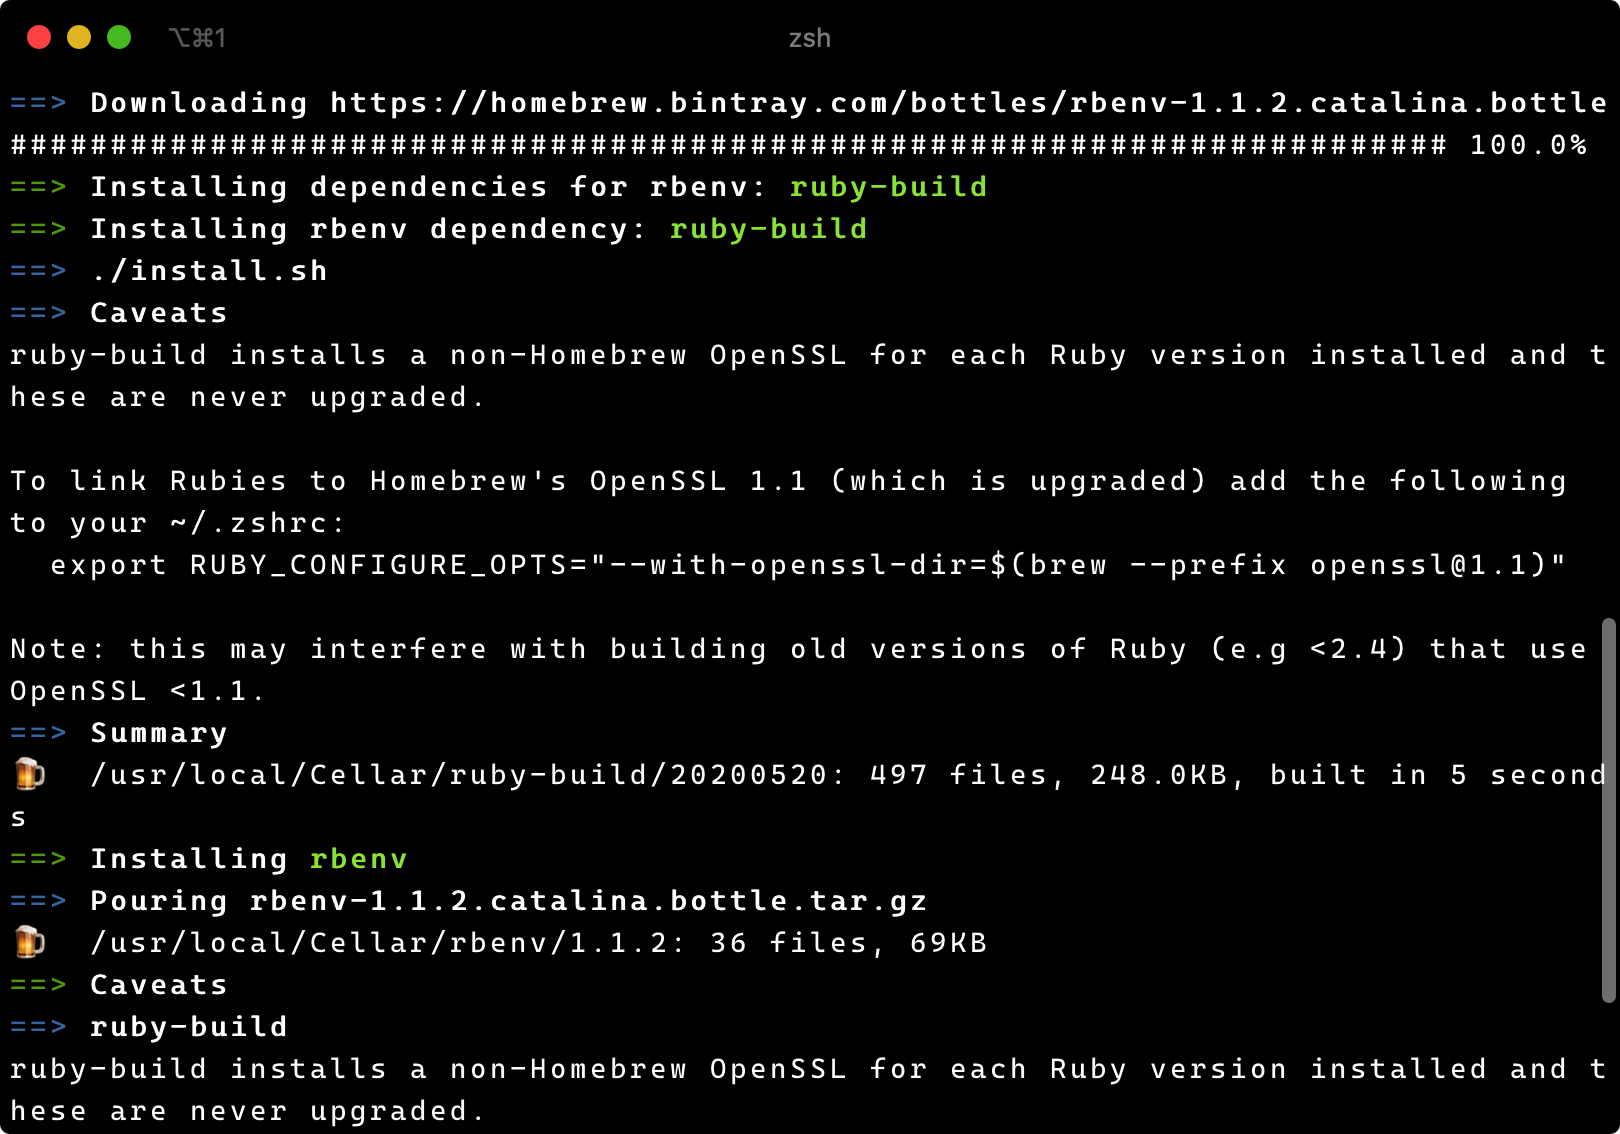 ⌥⌘1
zsh
==> Downloading https://homebrew.bintray.com/bottles/rbenv-1.1.2.catalina.bottle
######################################################################## 100.0%
==> Installing dependencies for rbenv: ruby-build
==> Installing rbenv dependency: ruby-build
==> ./install.sh
==> Caveats
ruby-build installs a non-Homebrew OpenSSL for each Ruby version installed and t
hese are never upgraded.
To link Rubies to Homebrew's OpenSSL 1.1 (which is upgraded) add the following
to your ~/.zshrc:
  export RUBY_CONFIGURE_OPTS="--with-openssl-dir=$(brew --prefix openssl@1.1)"
Note: this may interfere with building old versions of Ruby (e.g <2.4) that use
OpenSSL <1.1.
==> Summary
🍺  /usr/local/Cellar/ruby-build/20200520: 497 files, 248.0KB, built in 5 second
s
==> Installing rbenv
==> Pouring rbenv-1.1.2.catalina.bottle.tar.gz
🍺  /usr/local/Cellar/rbenv/1.1.2: 36 files, 69KB
==> Caveats
==> ruby-build
ruby-build installs a non-Homebrew OpenSSL for each Ruby version installed and t
hese are never upgraded.